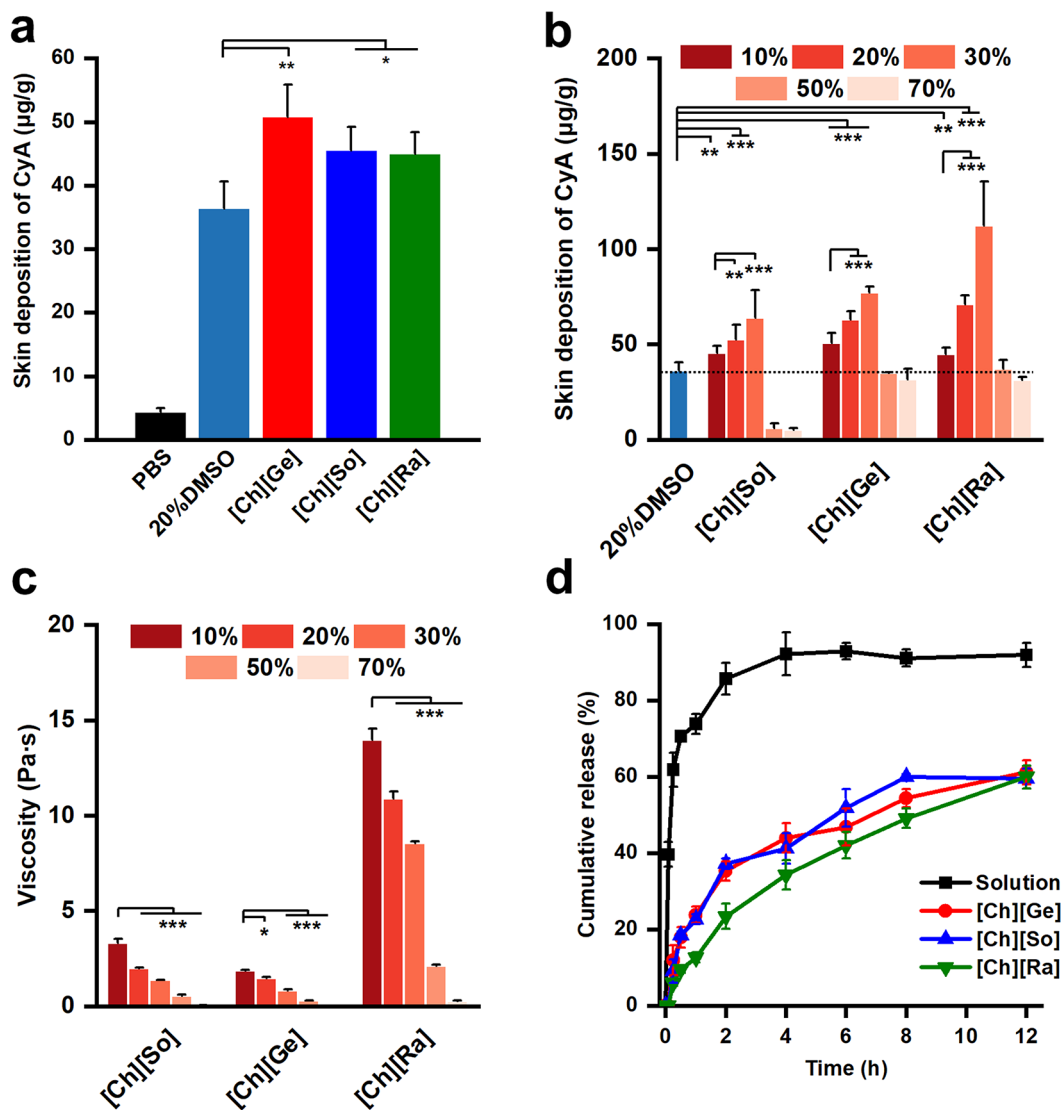 a
Skin deposition of CyA (µg/g)
60
50
40
30
20
10
0
**
*
PBS
20%DMSO
[Ch][Ge]
[Ch][So]
[Ch][Ra]
b
Skin deposition of CyA (µg/g)
200
150
100
50
0
10% 20% 30%
50% 70%
** *** *** ** ***
** *** *** ***
20%DMSO
[Ch][So]
[Ch][Ge]
[Ch][Ra]
c
Viscosity (Pa·s)
20
15
10
5
0
10% 20% 30%
50% 70%
***
* ***
***
[Ch][So]
[Ch][Ge]
[Ch][Ra]
d
Cumulative release (%)
100
80
60
40
20
0
Solution
[Ch][Ge]
[Ch][So]
[Ch][Ra]
0 2 4 6 8 10 12
Time (h)